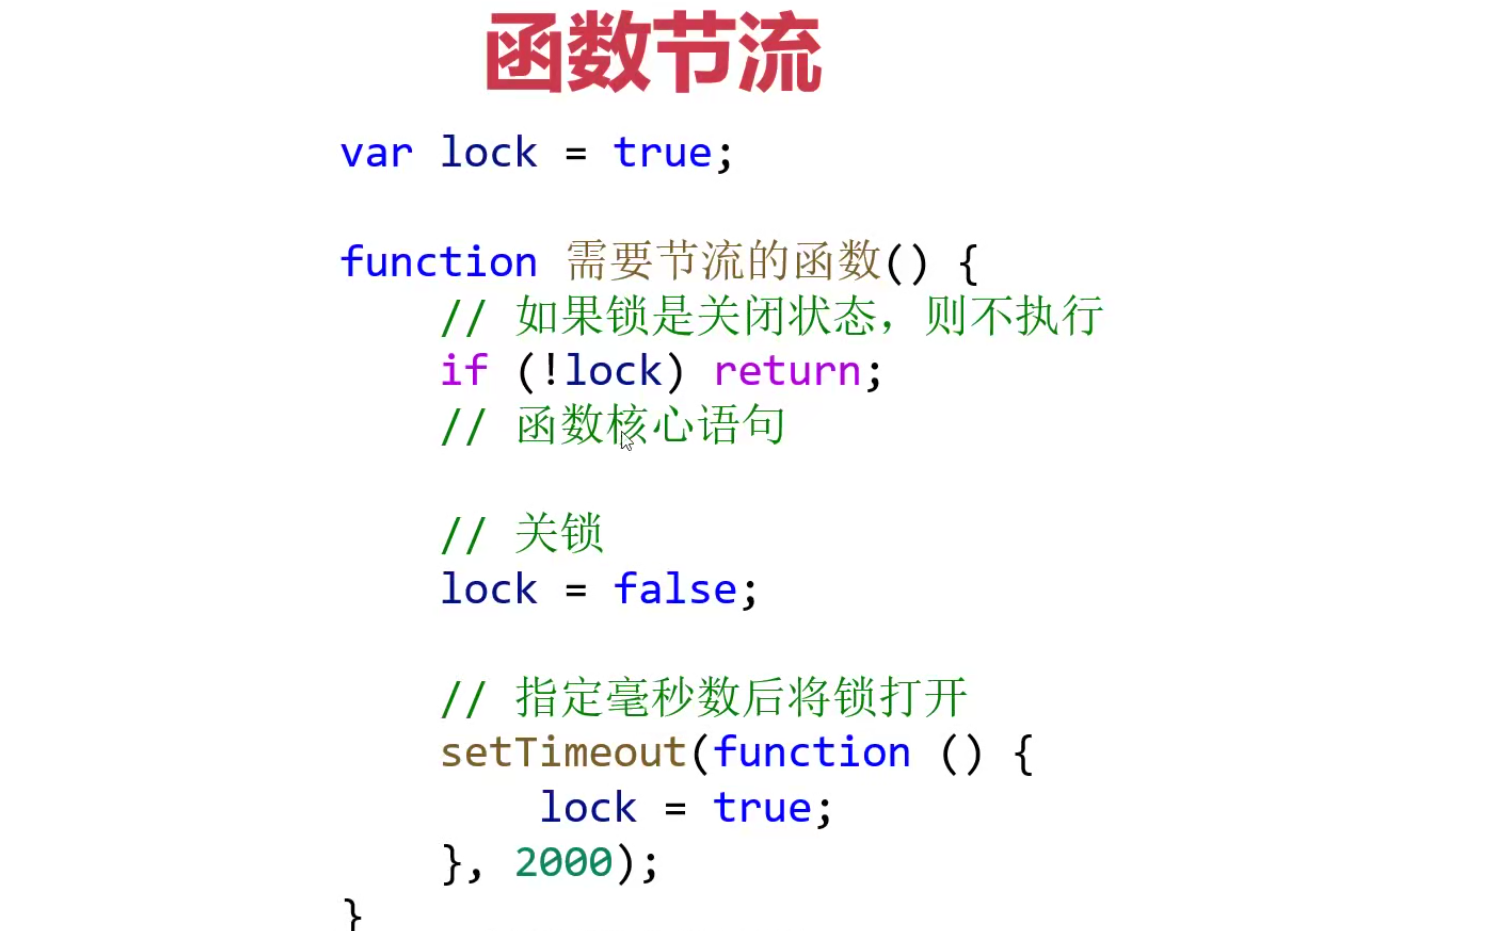 函数节流
var lock = true;
function 需要节流的函数() {
// 如果锁是关闭状态，则不执行
if (!lock) return;
// 函数核心语句
// 关锁
lock = false;
// 指定毫秒数后将锁打开
setTimeout(function () {
lock = true;
}, 2000);
}